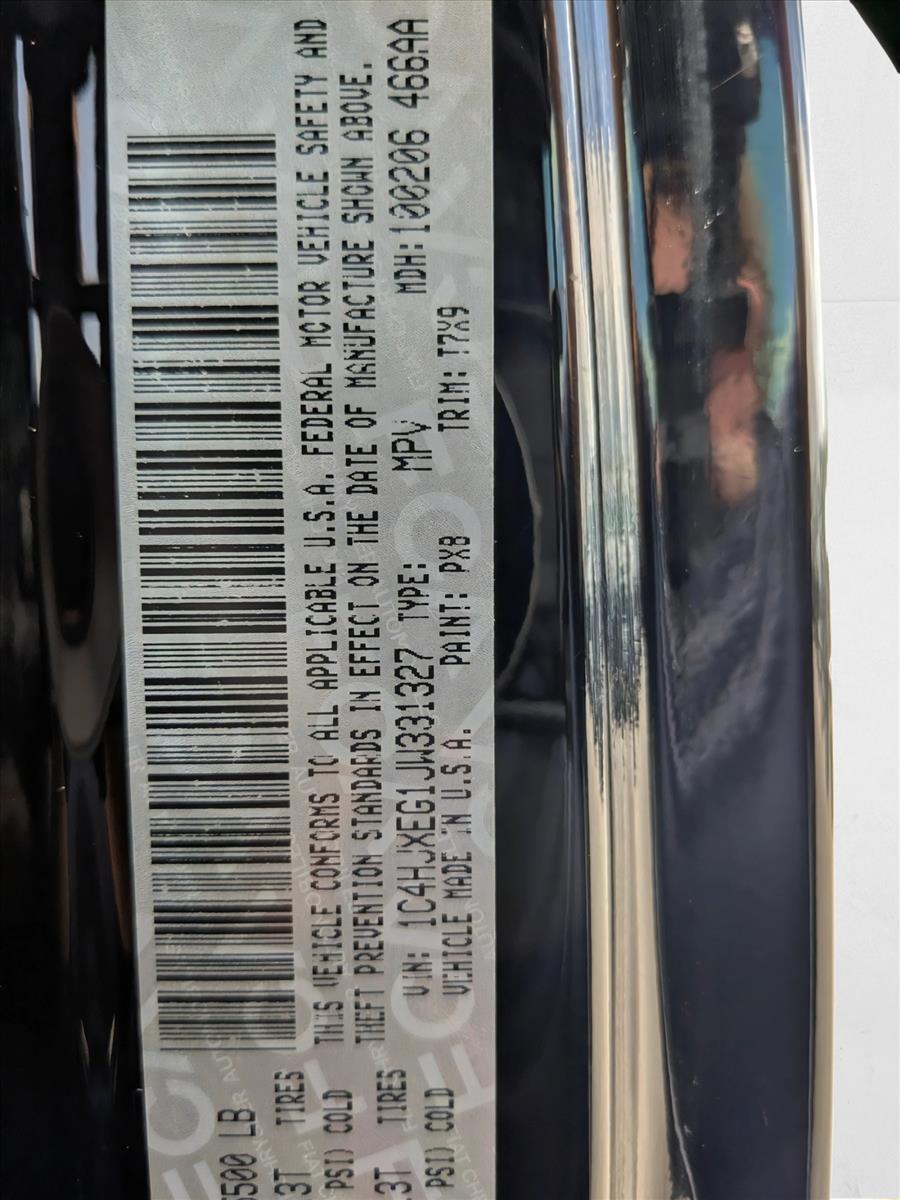 500 LB
3T TIRES
PSI) COLD
3T TIRES
PSI) COLD
THIS VEHICLE CONFORMS TO ALL APPLICABLE U.S.A. FEDERAL MOTOR VEHICLE SAFETY AND
THEFT PREVENTION STANDARDS IN EFFECT ON THE DATE OF MANUFACTURE SHOWN ABOVE.
VIN: 1C4HJXEG1JW331327 TYPE: MPV MDH:100206 466AA
VEHICLE MADE IN U.S.A. PAINT: PX8 TRIM: T7X9